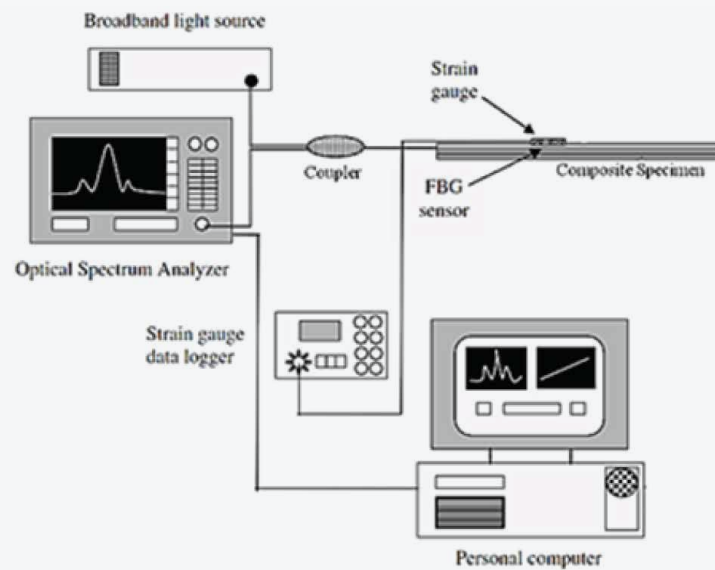 Broadband light source
Strain
gauge
Coupler
FBG
sensor
Composite Specimen
Optical Spectrum Analyzer
Strain gauge
data logger
Personal computer